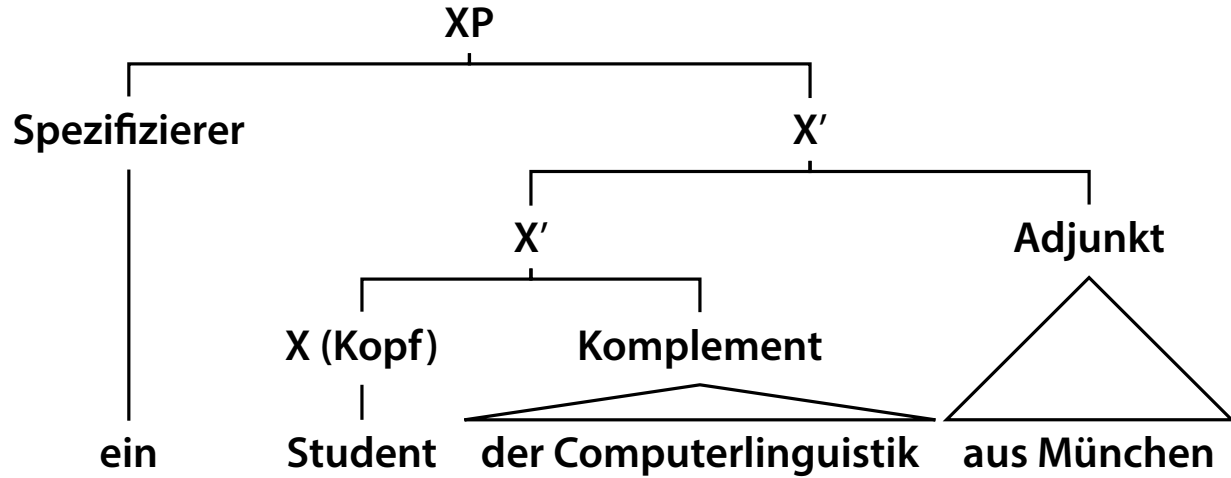 XP
Spezifizierer X′
X′ Adjunkt
X (Kopf) Komplement
ein Student der Computerlinguistik aus München